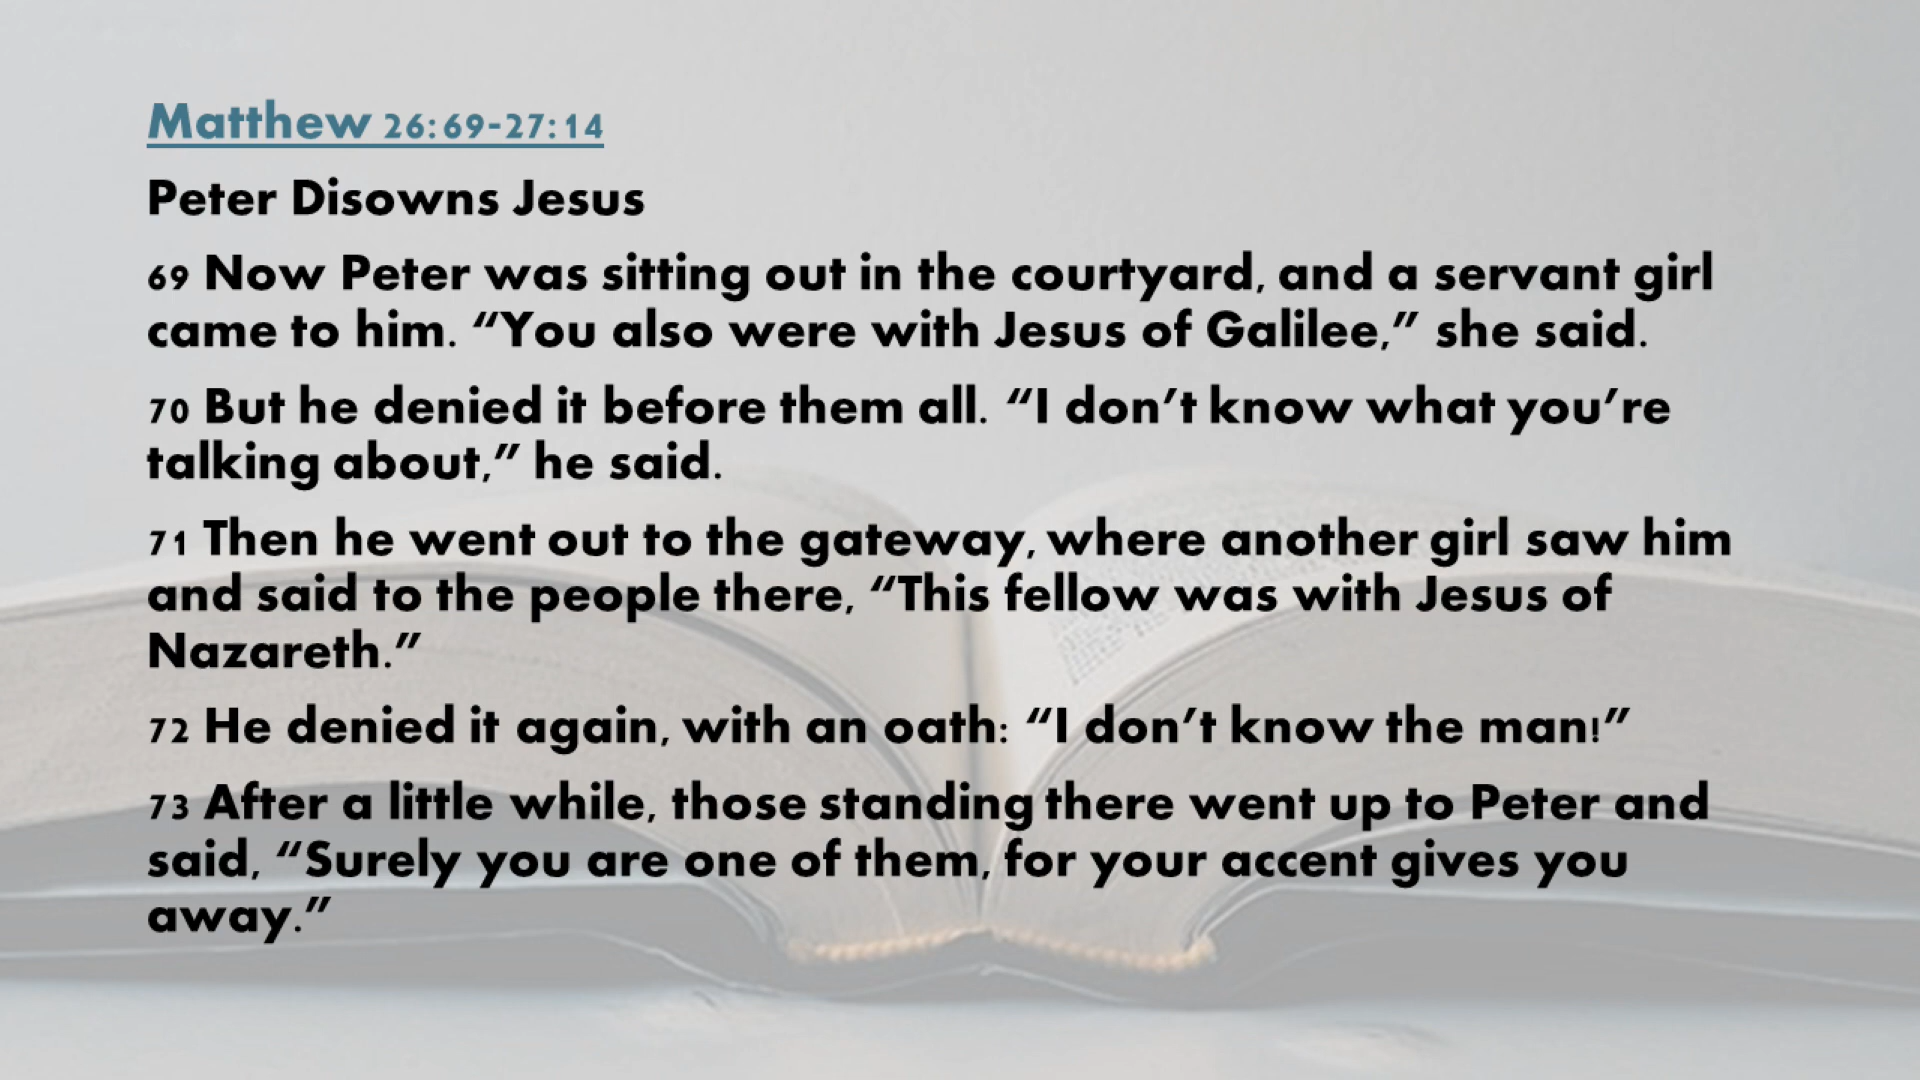 Matthew 26:69-27:14
Peter Disowns Jesus
69 Now Peter was sitting out in the courtyard, and a servant girl
came to him. “You also were with Jesus of Galilee,” she said.
70 But he denied it before them all. “I don’t know what you’re
talking about,” he said.
71 Then he went out to the gateway, where another girl saw him
and said to the people there, “This fellow was with Jesus of
Nazareth.”
72 He denied it again, with an oath: “I don’t know the man!”
73 After a little while, those standing there went up to Peter and
said, “Surely you are one of them, for your accent gives you
away.”